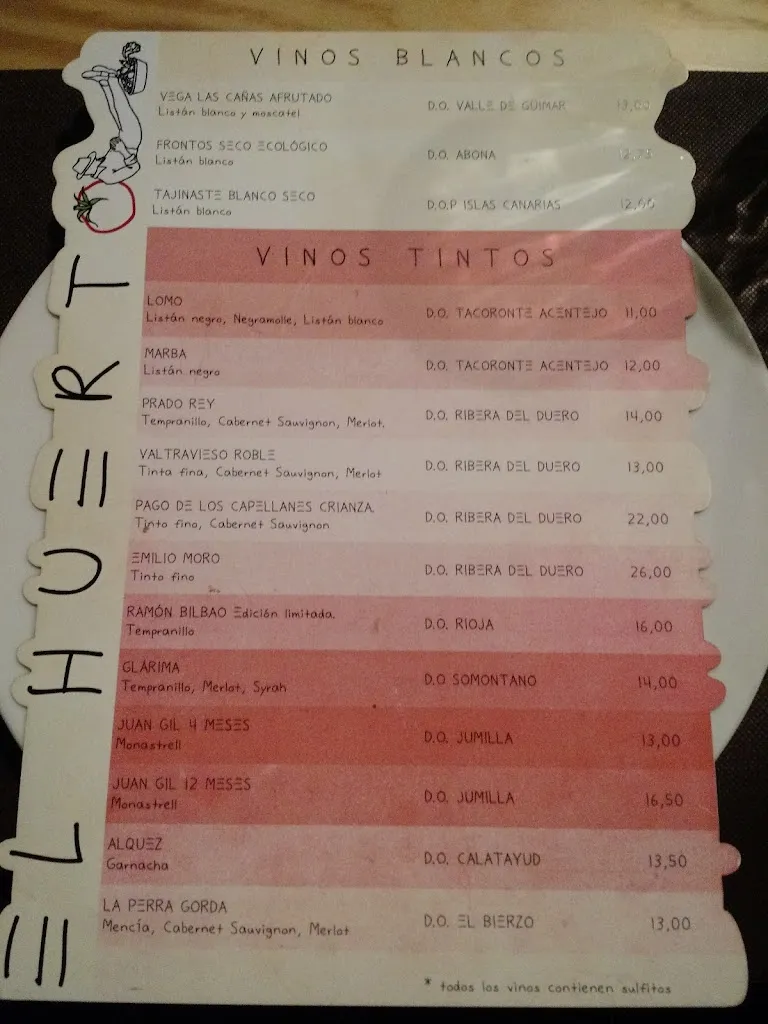 VINOS BLANCOS
VEGA LAS CAÑAS AFRUTADO D.O. VALLE DE GÜIMAR 13,00
Listán blanco y moscatel
FRONTOS SECO ECOLÓGICO D.O. ABONA
Listán blanco
TAJINASTE BLANCO SECO D.O.P ISLAS CANARIAS
Listán blanco
VINOS TINTOS
LOMO D.O. TACORONTE ACENTEJO 11,00
Listán negro, Negramolle, Listán blanco
MARBA D.O. TACORONTE ACENTEJO 12,00
Listán negro
PRADO REY D.O. RIBERA DEL DUERO 14,00
Tempranillo, Cabernet Sauvignon, Merlot.
VALTRAVIESO ROBLE D.O. RIBERA DEL DUERO 13,00
Tinta fina, Cabernet Sauvignon, Merlot
PAGO DE LOS CAPELLANES CRIANZA. D.O. RIBERA DEL DUERO 22,00
Tinto fino, Cabernet Sauvignon
EMILIO MORO D.O. RIBERA DEL DUERO 26,00
Tinto fino
RAMÓN BILBAO Edición limitada. D.O. RIOJA 16,00
Tempranillo
GLÁRIMA D.O SOMONTANO 14,00
Tempranillo, Merlot, Syrah
JUAN GIL 4 MESES D.O. JUMILLA 13,00
Monastrell
JUAN GIL 12 MESES D.O. JUMILLA 16,50
Monastrell
ALQUEZ D.O. CALATAYUD 13,50
Garnacha
LA PERRA GORDA D.O. EL BIERZO 13,00
Mencía, Cabernet Sauvignon, Merlot
* todos los vinos contienen sulfitos
EL HUERTO